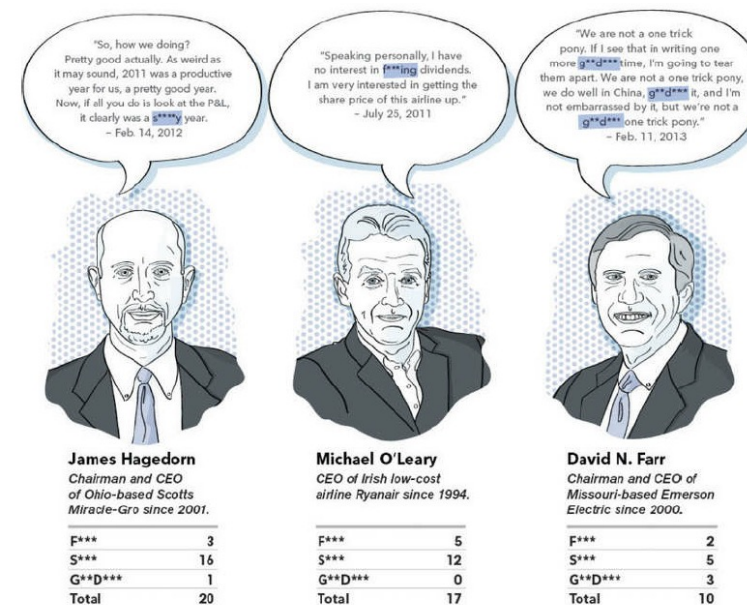 "So, how we doing?
Pretty good actually. As weird as
it may sound, 2011 was a productive
year for us, a pretty good year.
Now, if all you do is look at the P&L,
it clearly was a s****y year.
– Feb. 14, 2012
"Speaking personally, I have
no interest in f***ing dividends.
I am very interested in getting the
share price of this airline up."
– July 25, 2011
"We are not a one trick
pony. If I see that in writing one
more g**d*** time, I'm going to tear
them apart. We are not a one trick pony,
we do well in China, g**d*** it, and I'm
not embarrassed by it, but we're not a
g**d*** one trick pony."
– Feb. 11, 2013
James Hagedorn
Chairman and CEO
of Ohio-based Scotts
Miracle-Gro since 2001.
F*** 3
S*** 16
G**D*** 1
Total 20
Michael O'Leary
CEO of Irish low-cost
airline Ryanair since 1994.
F*** 5
S*** 12
G**D*** 0
Total 17
David N. Farr
Chairman and CEO of
Missouri-based Emerson
Electric since 2000.
F*** 2
S*** 5
G**D*** 3
Total 10